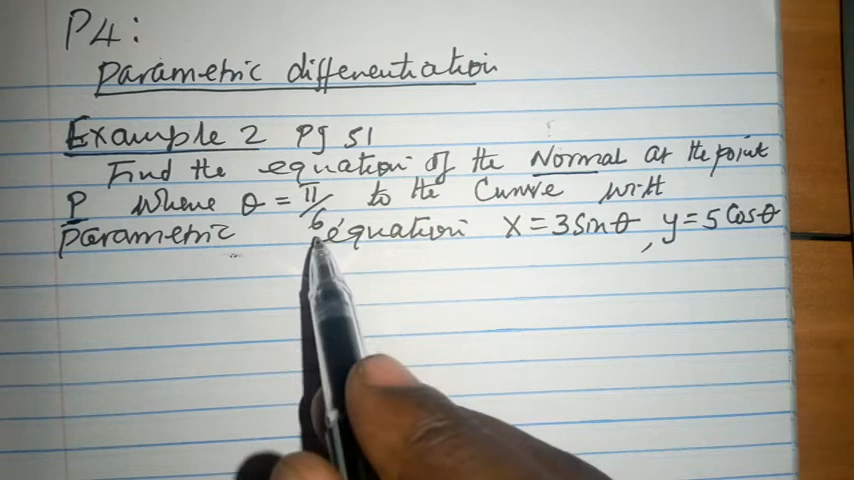 P4:
Parametric differentiation
Example 2 Pg 51
Find the equation of the Normal at the point
P where θ = π/6 to the Curve with
parametric equation x = 3sinθ, y = 5cosθ